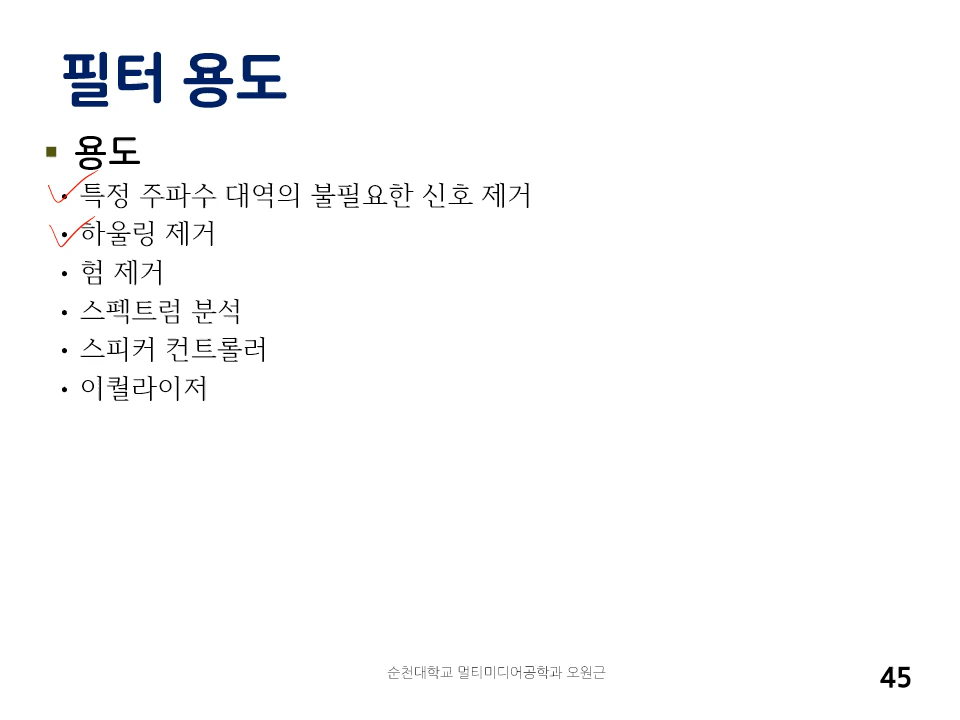 필터 용도
▪ 용도
• 특정 주파수 대역의 불필요한 신호 제거
• 하울링 제거
• 험 제거
• 스펙트럼 분석
• 스피커 컨트롤러
• 이퀄라이저
순천대학교 멀티미디어공학과 오원근
45